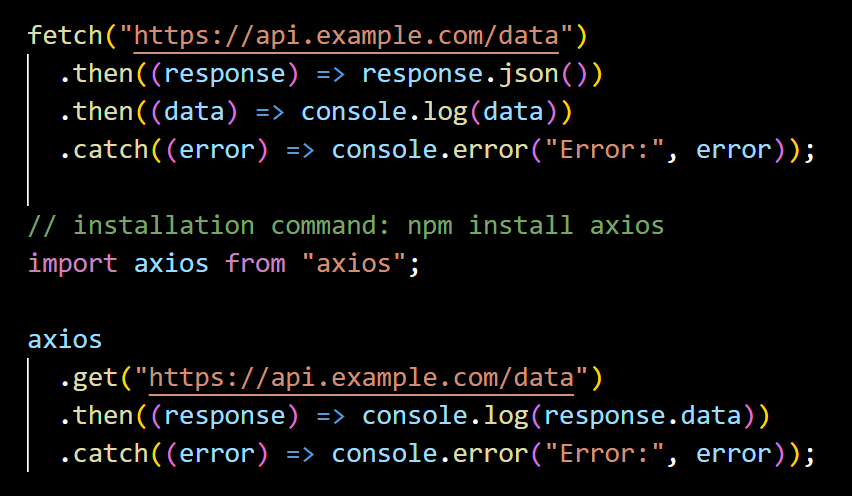 fetch("https://api.example.com/data")
  .then((response) => response.json())
  .then((data) => console.log(data))
  .catch((error) => console.error("Error:", error));
// installation command: npm install axios
import axios from "axios";
axios
  .get("https://api.example.com/data")
  .then((response) => console.log(response.data))
  .catch((error) => console.error("Error:", error));